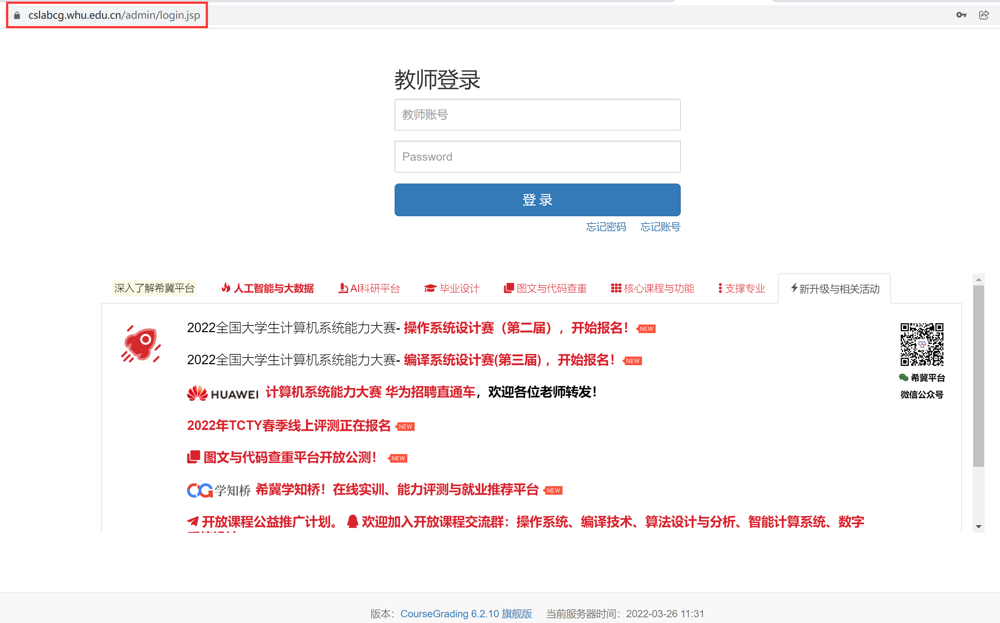 cslabcg.whu.edu.cn/admin/login.jsp
教师登录
教师账号
Password
登 录
忘记密码 忘记账号
深入了解希冀平台 人工智能与大数据 AI科研平台 毕业设计 图文与代码查重 核心课程与功能 支撑专业 新升级与相关活动
2022全国大学生计算机系统能力大赛- 操作系统设计赛（第二届），开始报名！ NEW
2022全国大学生计算机系统能力大赛- 编译系统设计赛(第三届)，开始报名！ NEW
HUAWEI 计算机系统能力大赛 华为招聘直通车，欢迎各位老师转发！
2022年TCTY春季线上评测正在报名 NEW
图文与代码查重平台开放公测！ NEW
CG 学知桥 希冀学知桥！在线实训、能力评测与就业推荐平台 NEW
开放课程公益推广计划。 欢迎加入开放课程交流群：操作系统、编译技术、算法设计与分析、智能计算系统、数字
希冀平台
微信公众号
版本：CourseGrading 6.2.10 旗舰版 当前服务器时间：2022-03-26 11:31